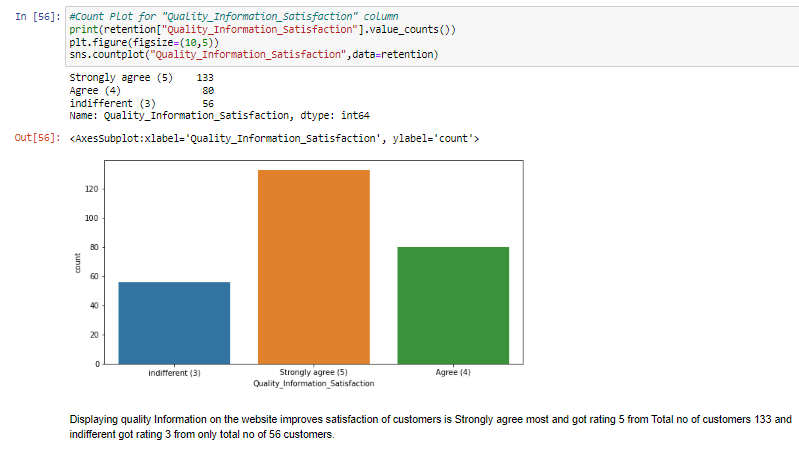 In [56]: #Count Plot for "Quality_Information_Satisfaction" column
print(retention["Quality_Information_Satisfaction"].value_counts())
plt.figure(figsize=(10,5))
sns.countplot("Quality_Information_Satisfaction",data=retention)
Strongly agree (5) 133
Agree (4) 80
indifferent (3) 56
Name: Quality_Information_Satisfaction, dtype: int64
Out[56]: <AxesSubplot:xlabel='Quality_Information_Satisfaction', ylabel='count'>
120
100
80
60
40
20
0
count
indifferent (3) Strongly agree (5) Agree (4)
Quality_Information_Satisfaction
Displaying quality Information on the website improves satisfaction of customers is Strongly agree most and got rating 5 from Total no of customers 133 and
indifferent got rating 3 from only total no of 56 customers.